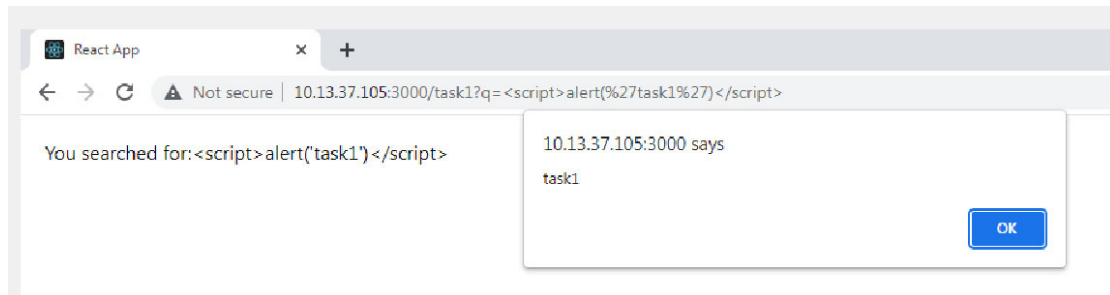 React App
Not secure | 10.13.37.105:3000/task1?q=<script>alert(%27task1%27)</script>
You searched for:<script>alert('task1')</script>
10.13.37.105:3000 says
task1
OK